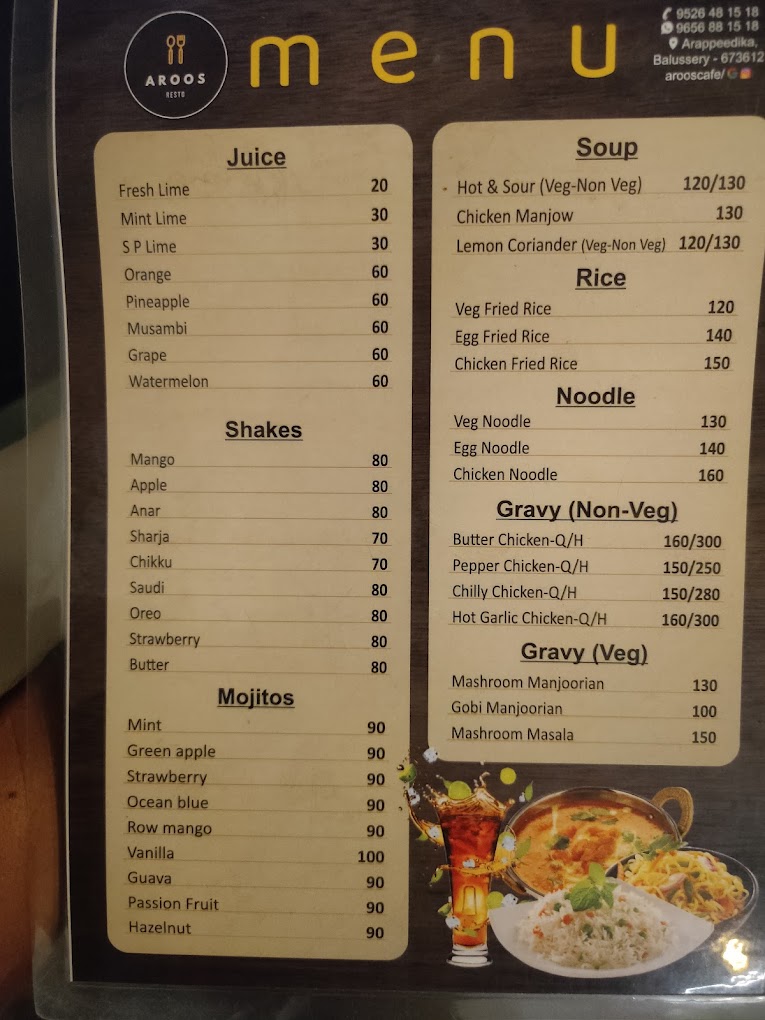 AROOS
RESTO
menu
9526 48 15 18
9656 88 15 18
Arappeedika,
Balussery - 673612
arooscafe/
Juice
Fresh Lime 20
Mint Lime 30
S P Lime 30
Orange 60
Pineapple 60
Musambi 60
Grape 60
Watermelon 60
Shakes
Mango 80
Apple 80
Anar 80
Sharja 70
Chikku 70
Saudi 80
Oreo 80
Strawberry 80
Butter 80
Mojitos
Mint 90
Green apple 90
Strawberry 90
Ocean blue 90
Row mango 90
Vanilla 100
Guava 90
Passion Fruit 90
Hazelnut 90
Soup
Hot & Sour (Veg-Non Veg) 120/130
Chicken Manjow 130
Lemon Coriander (Veg-Non Veg) 120/130
Rice
Veg Fried Rice 120
Egg Fried Rice 140
Chicken Fried Rice 150
Noodle
Veg Noodle 130
Egg Noodle 140
Chicken Noodle 160
Gravy (Non-Veg)
Butter Chicken-Q/H 160/300
Pepper Chicken-Q/H 150/250
Chilly Chicken-Q/H 150/280
Hot Garlic Chicken-Q/H 160/300
Gravy (Veg)
Mashroom Manjoorian 130
Gobi Manjoorian 100
Mashroom Masala 150